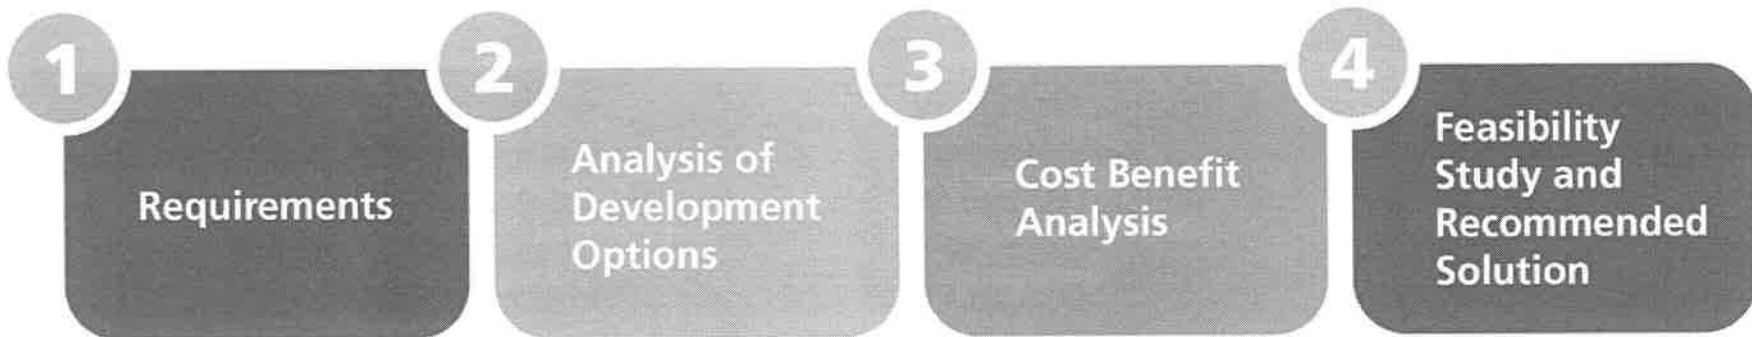 1
Requirements
2
Analysis of
Development
Options
3
Cost Benefit
Analysis
4
Feasibility
Study and
Recommended
Solution